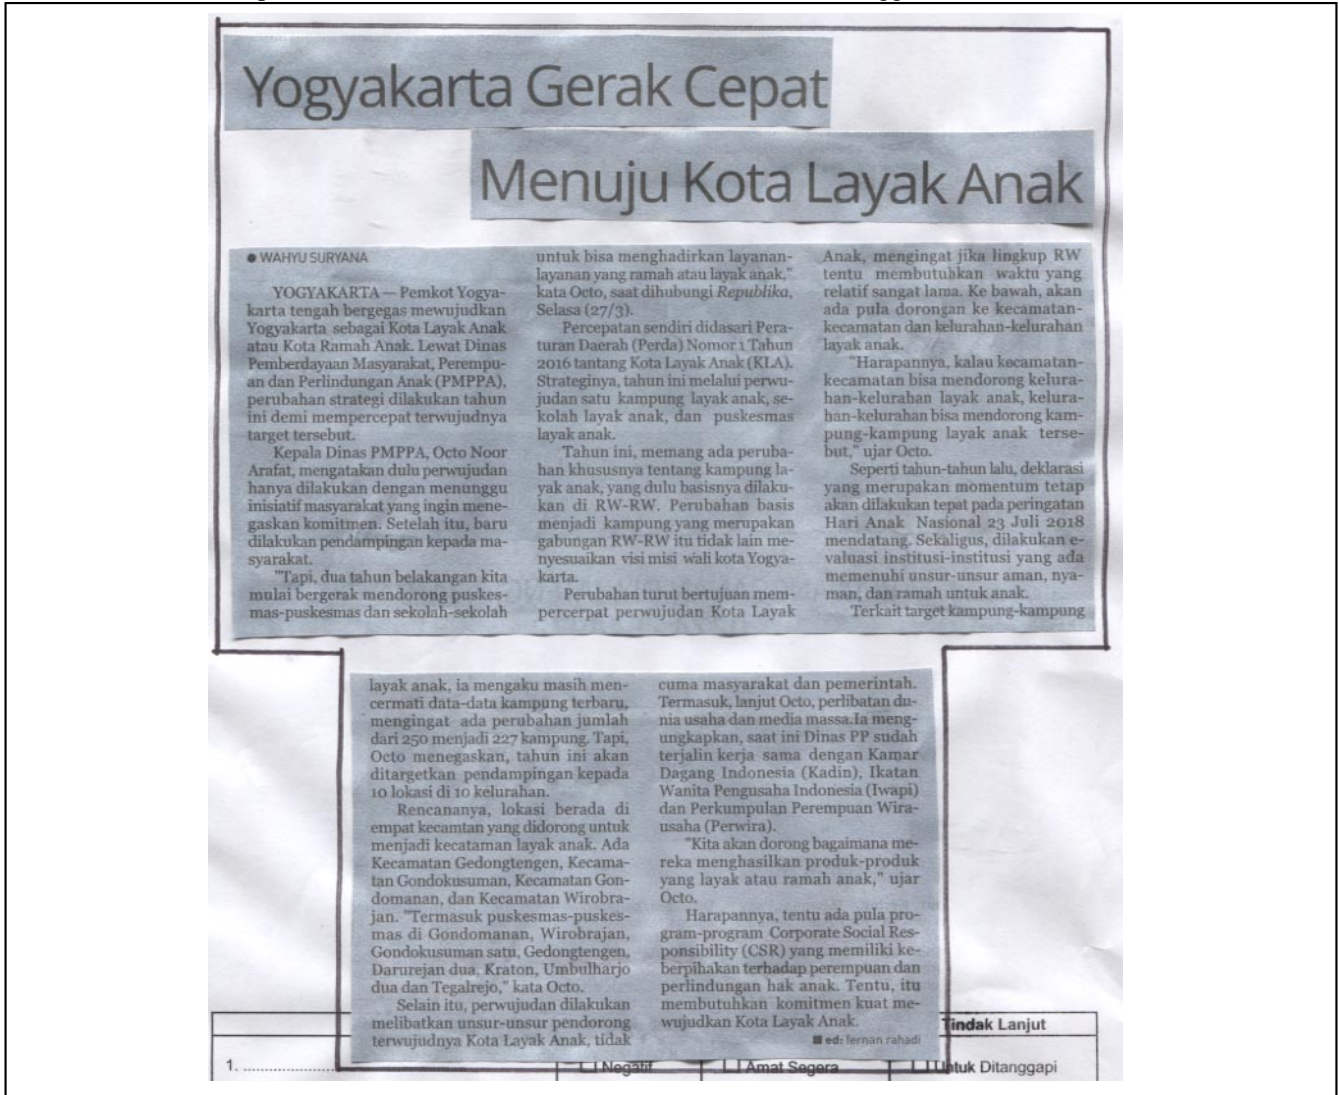 Yogyakarta Gerak Cepat
Menuju Kota Layak Anak
● WAHYU SURYANA
YOGYAKARTA — Pemkot Yogya-
karta tengah bergegas mewujudkan
Yogyakarta sebagai Kota Layak Anak
atau Kota Ramah Anak. Lewat Dinas
Pemberdayaan Masyarakat, Perempu-
an dan Perlindungan Anak (PMPPA),
perubahan strategi dilakukan tahun
ini demi mempercepat terwujudnya
target tersebut.
Kepala Dinas PMPPA, Octo Noor
Arafat, mengatakan dulu perwujudan
hanya dilakukan dengan menunggu
inisiatif masyarakat yang ingin mene-
gaskan komitmen. Setelah itu, baru
dilakukan pendampingan kepada ma-
syarakat.
"Tapi, dua tahun belakangan kita
mulai bergerak mendorong puskes-
mas-puskesmas dan sekolah-sekolah
untuk bisa menghadirkan layanan-
layanan yang ramah atau layak anak,"
kata Octo, saat dihubungi Republika,
Selasa (27/3).
Percepatan sendiri didasari Pera-
turan Daerah (Perda) Nomor 1 Tahun
2016 tantang Kota Layak Anak (KLA).
Strateginya, tahun ini melalui perwu-
judan satu kampung layak anak, se-
kolah layak anak, dan puskesmas
layak anak.
Tahun ini, memang ada peruba-
han khususnya tentang kampung la-
yak anak, yang dulu basisnya dilaku-
kan di RW-RW. Perubahan basis
menjadi kampung yang merupakan
gabungan RW-RW itu tidak lain me-
nyesuaikan visi misi wali kota Yogya-
karta.
Perubahan turut bertujuan mem-
percerpat perwujudan Kota Layak
Anak, mengingat jika lingkup RW
tentu membutuhkan waktu yang
relatif sangat lama. Ke bawah, akan
ada pula dorongan ke kecamatan-
kecamatan dan kelurahan-kelurahan
layak anak.
"Harapannya, kalau kecamatan-
kecamatan bisa mendorong kelura-
han-kelurahan layak anak, kelura-
han-kelurahan bisa mendorong kam-
pung-kampung layak anak terse-
but," ujar Octo.
Seperti tahun-tahun lalu, deklarasi
yang merupakan momentum tetap
akan dilakukan tepat pada peringatan
Hari Anak Nasional 23 Juli 2018
mendatang. Sekaligus, dilakukan e-
valuasi institusi-institusi yang ada
memenuhi unsur-unsur aman, nya-
man, dan ramah untuk anak.
Terkait target kampung-kampung
layak anak, ia mengaku masih men-
cermati data-data kampung terbaru,
mengingat ada perubahan jumlah
dari 250 menjadi 227 kampung. Tapi,
Octo menegaskan, tahun ini akan
ditargetkan pendampingan kepada
10 lokasi di 10 kelurahan.
Rencananya, lokasi berada di
empat kecamtan yang didorong untuk
menjadi kecataman layak anak. Ada
Kecamatan Gedongtengen, Kecama-
tan Gondokusuman, Kecamatan Gon-
domanan, dan Kecamatan Wirobra-
jan. "Termasuk puskesmas-puskes-
mas di Gondomanan, Wirobrajan,
Gondokusuman satu, Gedongtengen,
Darurejan dua, Kraton, Umbulharjo
dua dan Tegalrejo," kata Octo.
Selain itu, perwujudan dilakukan
melibatkan unsur-unsur pendorong
terwujudnya Kota Layak Anak, tidak
cuma masyarakat dan pemerintah.
Termasuk, lanjut Octo, perlibatan du-
nia usaha dan media massa.Ia meng-
ungkapkan, saat ini Dinas PP sudah
terjalin kerja sama dengan Kamar
Dagang Indonesia (Kadin), Ikatan
Wanita Pengusaha Indonesia (Iwapi)
dan Perkumpulan Perempuan Wira-
usaha (Perwira).
"Kita akan dorong bagaimana me-
reka menghasilkan produk-produk
yang layak atau ramah anak," ujar
Octo.
Harapannya, tentu ada pula pro-
gram-program Corporate Social Res-
ponsibility (CSR) yang memiliki ke-
berpihakan terhadap perempuan dan
perlindungan hak anak. Tentu, itu
membutuhkan komitmen kuat me-
wujudkan Kota Layak Anak.
■ ed: fernan rahadi
Tindak Lanjut
1. ....................
Negatif
Amat Segera
Untuk Ditanggapi